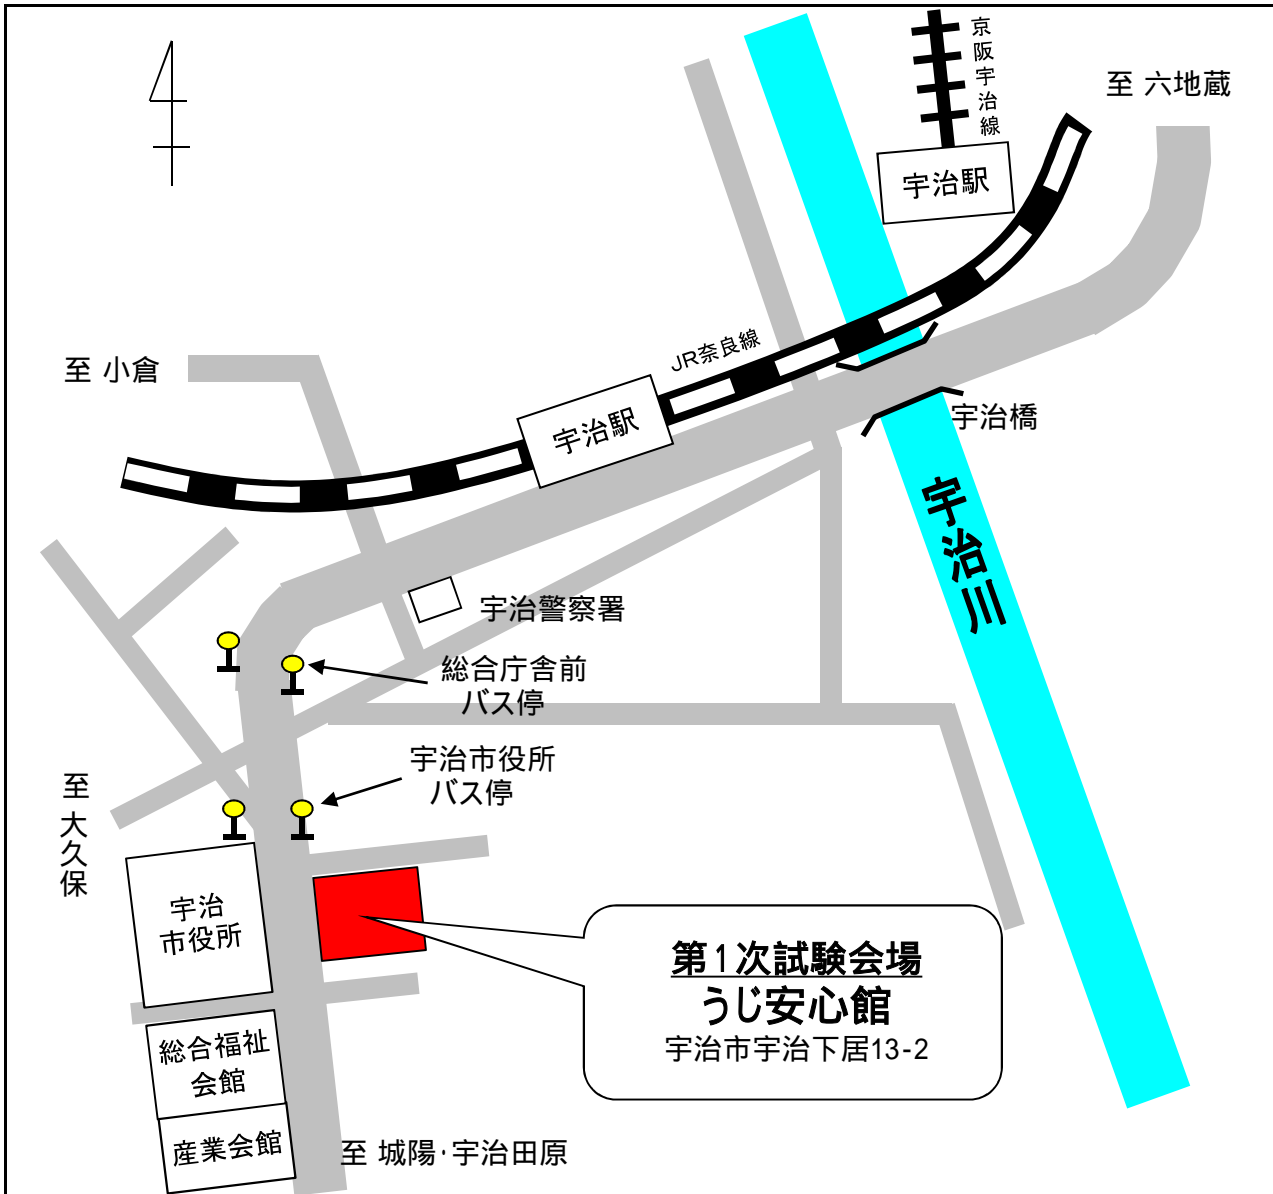 京阪宇治線
至 六地蔵
宇治駅
JR奈良線
至 小倉
宇治駅
宇治橋
宇治川
宇治警察署
総合庁舎前
バス停
宇治市役所
バス停
至 大久保
宇治
市役所
第1次試験会場
うじ安心館
宇治市宇治下居13-2
総合福祉
会館
産業会館
至 城陽・宇治田原